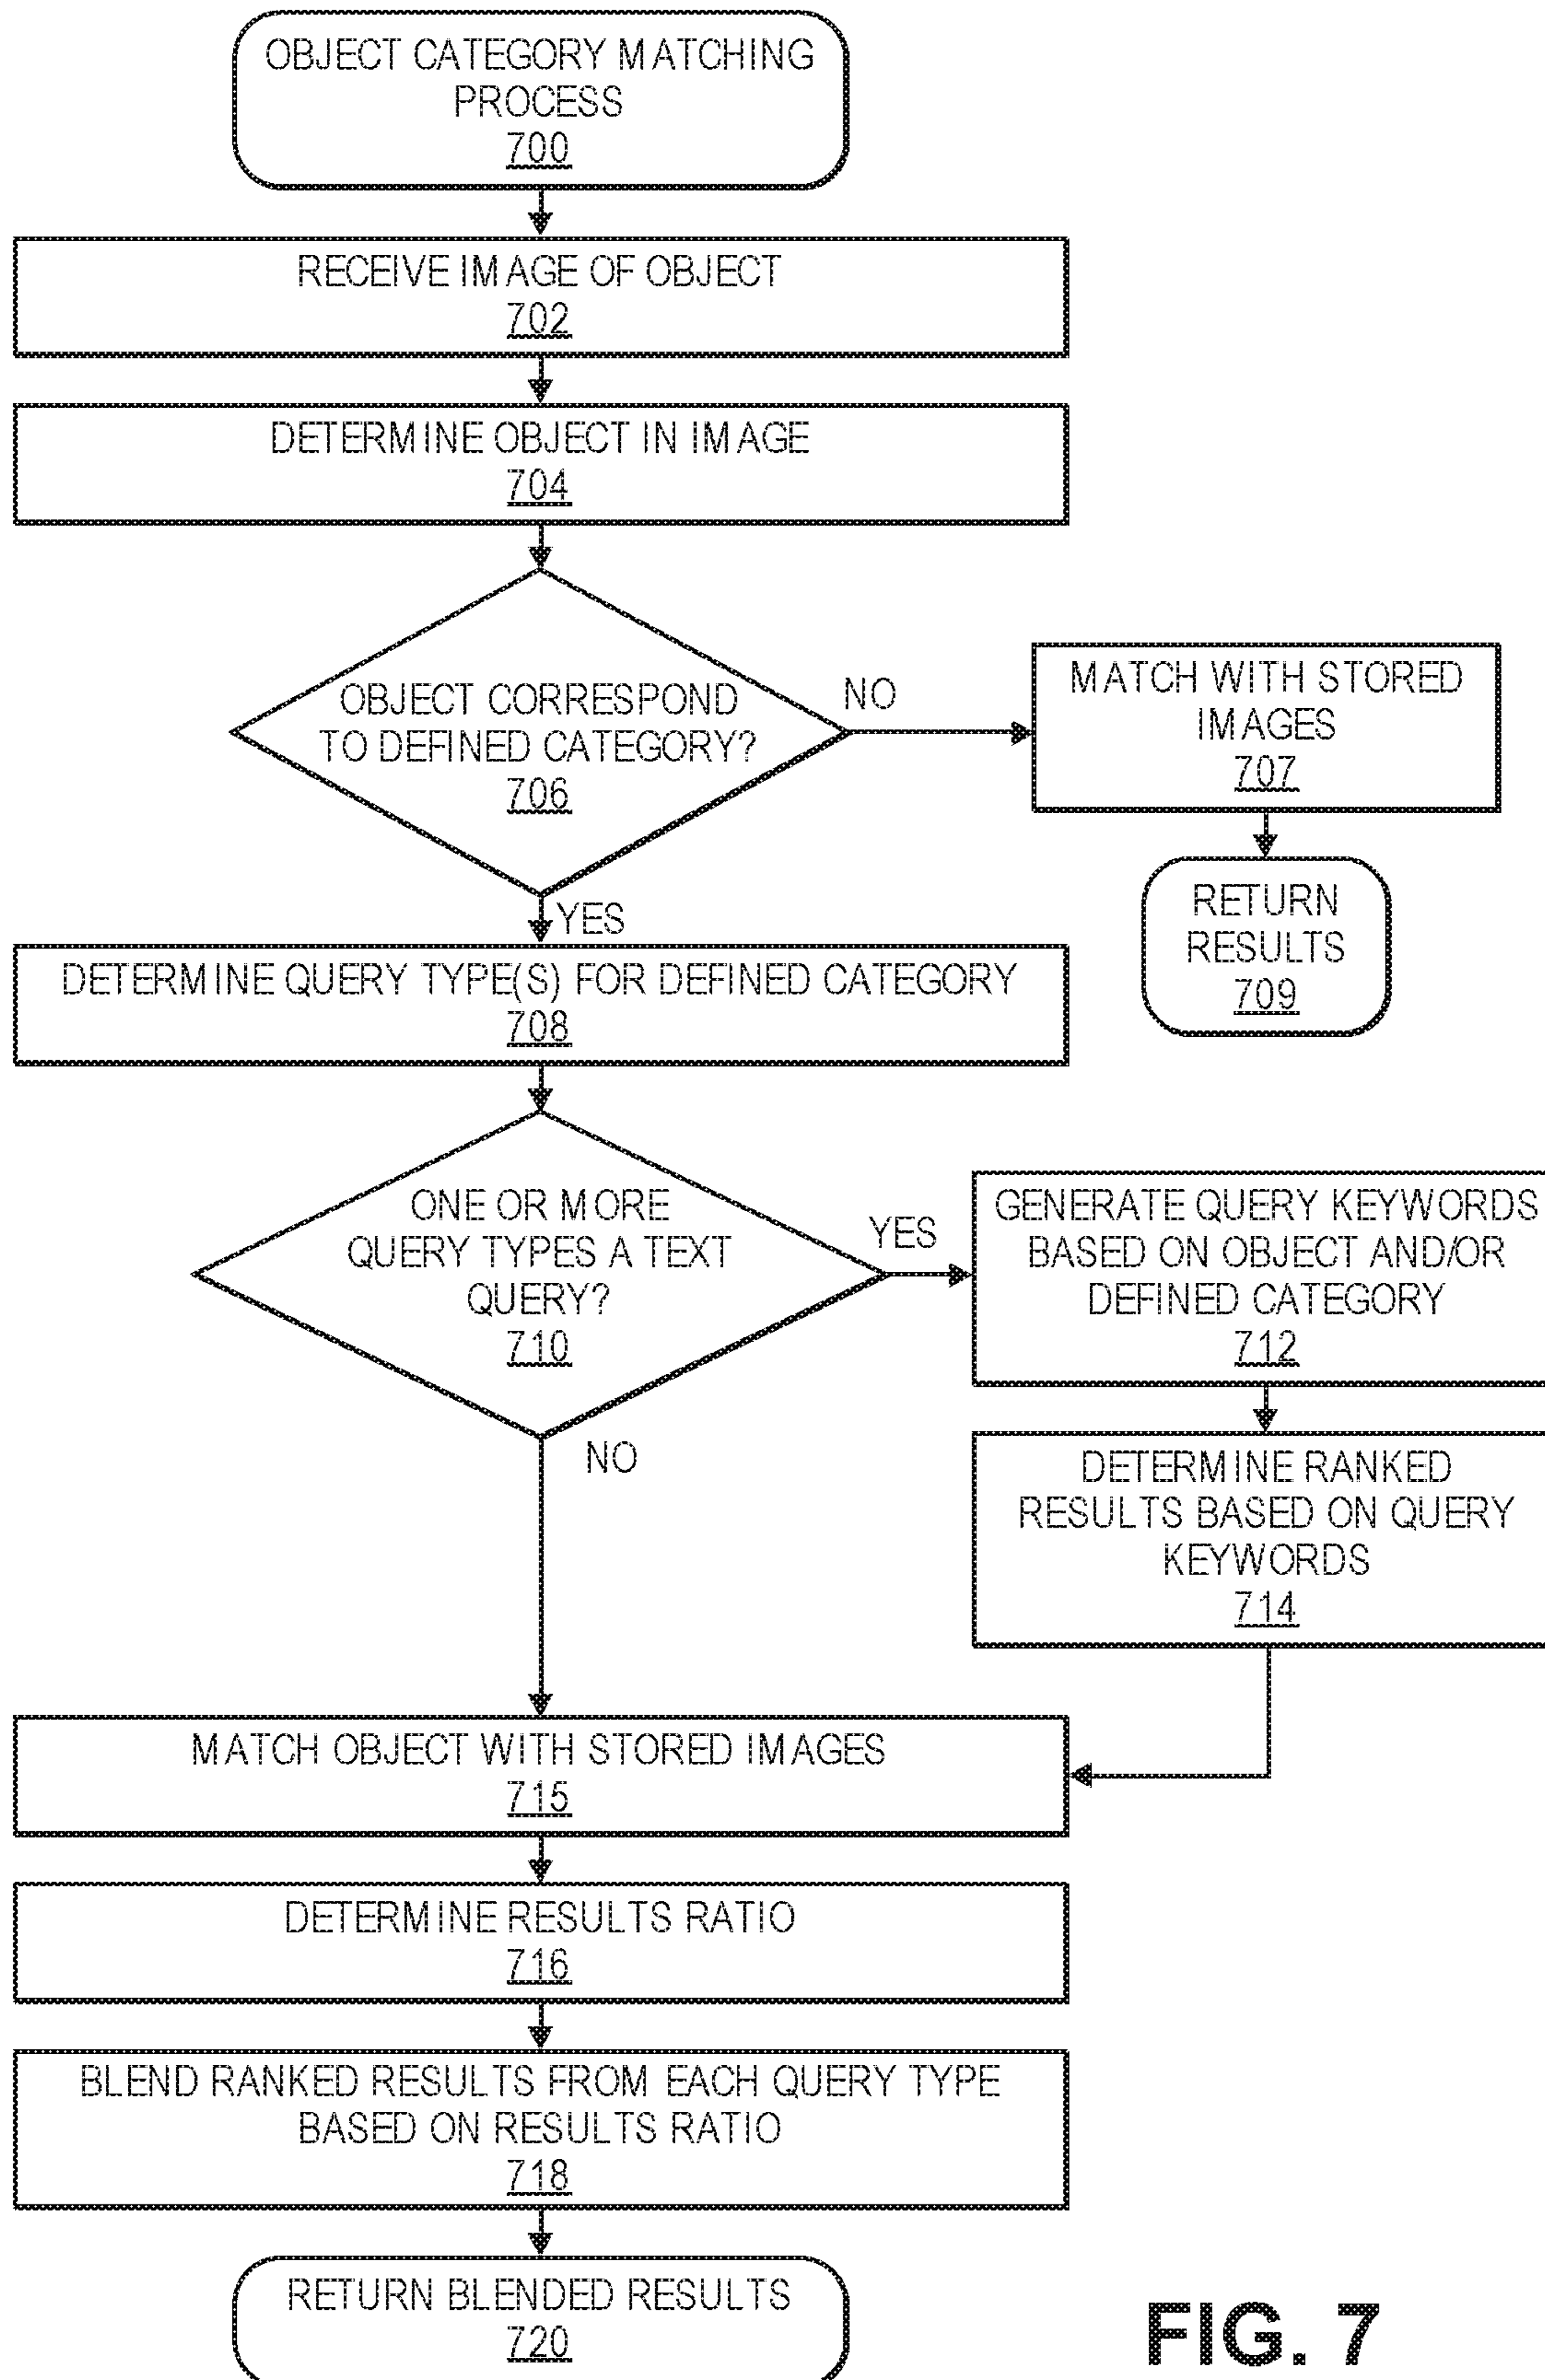 OBJECT CATEGORY MATCHING
PROCESS
700
RECEIVE IMAGE OF OBJECT
702
DETERMINE OBJECT IN IMAGE
704
OBJECT CORRESPOND
TO DEFINED CATEGORY?
706
NO
MATCH WITH STORED
IMAGES
707
RETURN
RESULTS
709
YES
DETERMINE QUERY TYPE(S) FOR DEFINED CATEGORY
708
ONE OR MORE
QUERY TYPES A TEXT
QUERY?
710
YES
GENERATE QUERY KEYWORDS
BASED ON OBJECT AND/OR
DEFINED CATEGORY
712
DETERMINE RANKED
RESULTS BASED ON QUERY
KEYWORDS
714
NO
MATCH OBJECT WITH STORED IMAGES
715
DETERMINE RESULTS RATIO
716
BLEND RANKED RESULTS FROM EACH QUERY TYPE
BASED ON RESULTS RATIO
718
RETURN BLENDED RESULTS
720
FIG. 7